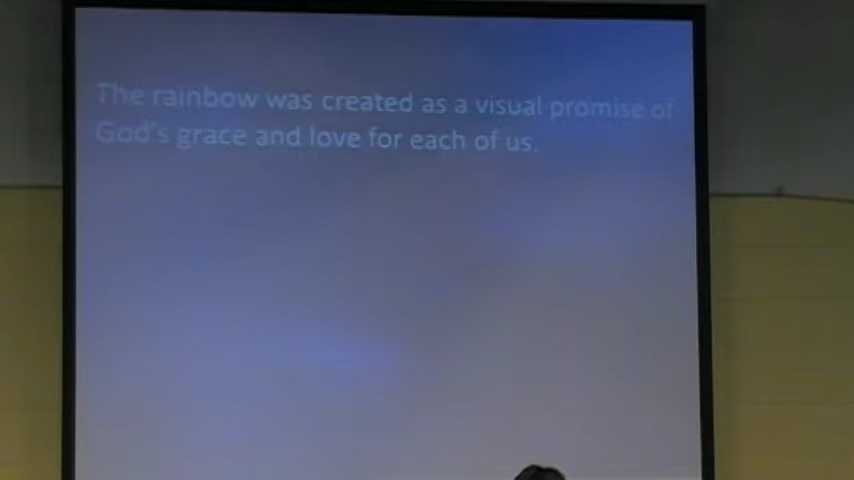 The rainbow was created as a visual promise of
God's grace and love for each of us.